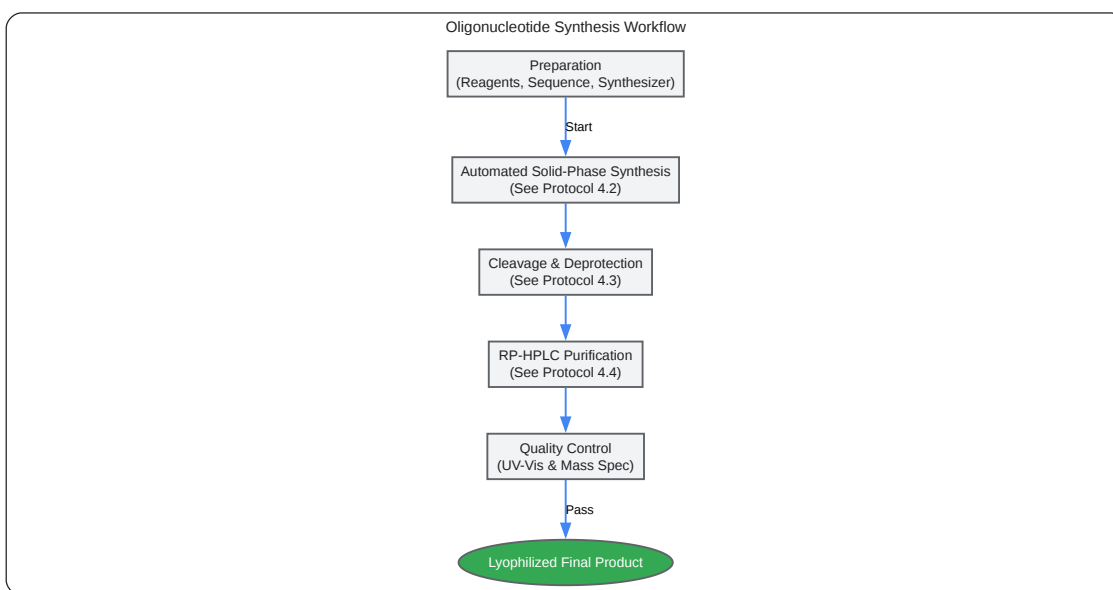 Oligonucleotide Synthesis Workflow
Preparation
(Reagents, Sequence, Synthesizer)
Start
Automated Solid-Phase Synthesis
(See Protocol 4.2)
Cleavage & Deprotection
(See Protocol 4.3)
RP-HPLC Purification
(See Protocol 4.4)
Quality Control
(UV-Vis & Mass Spec)
Pass
Lyophilized Final Product